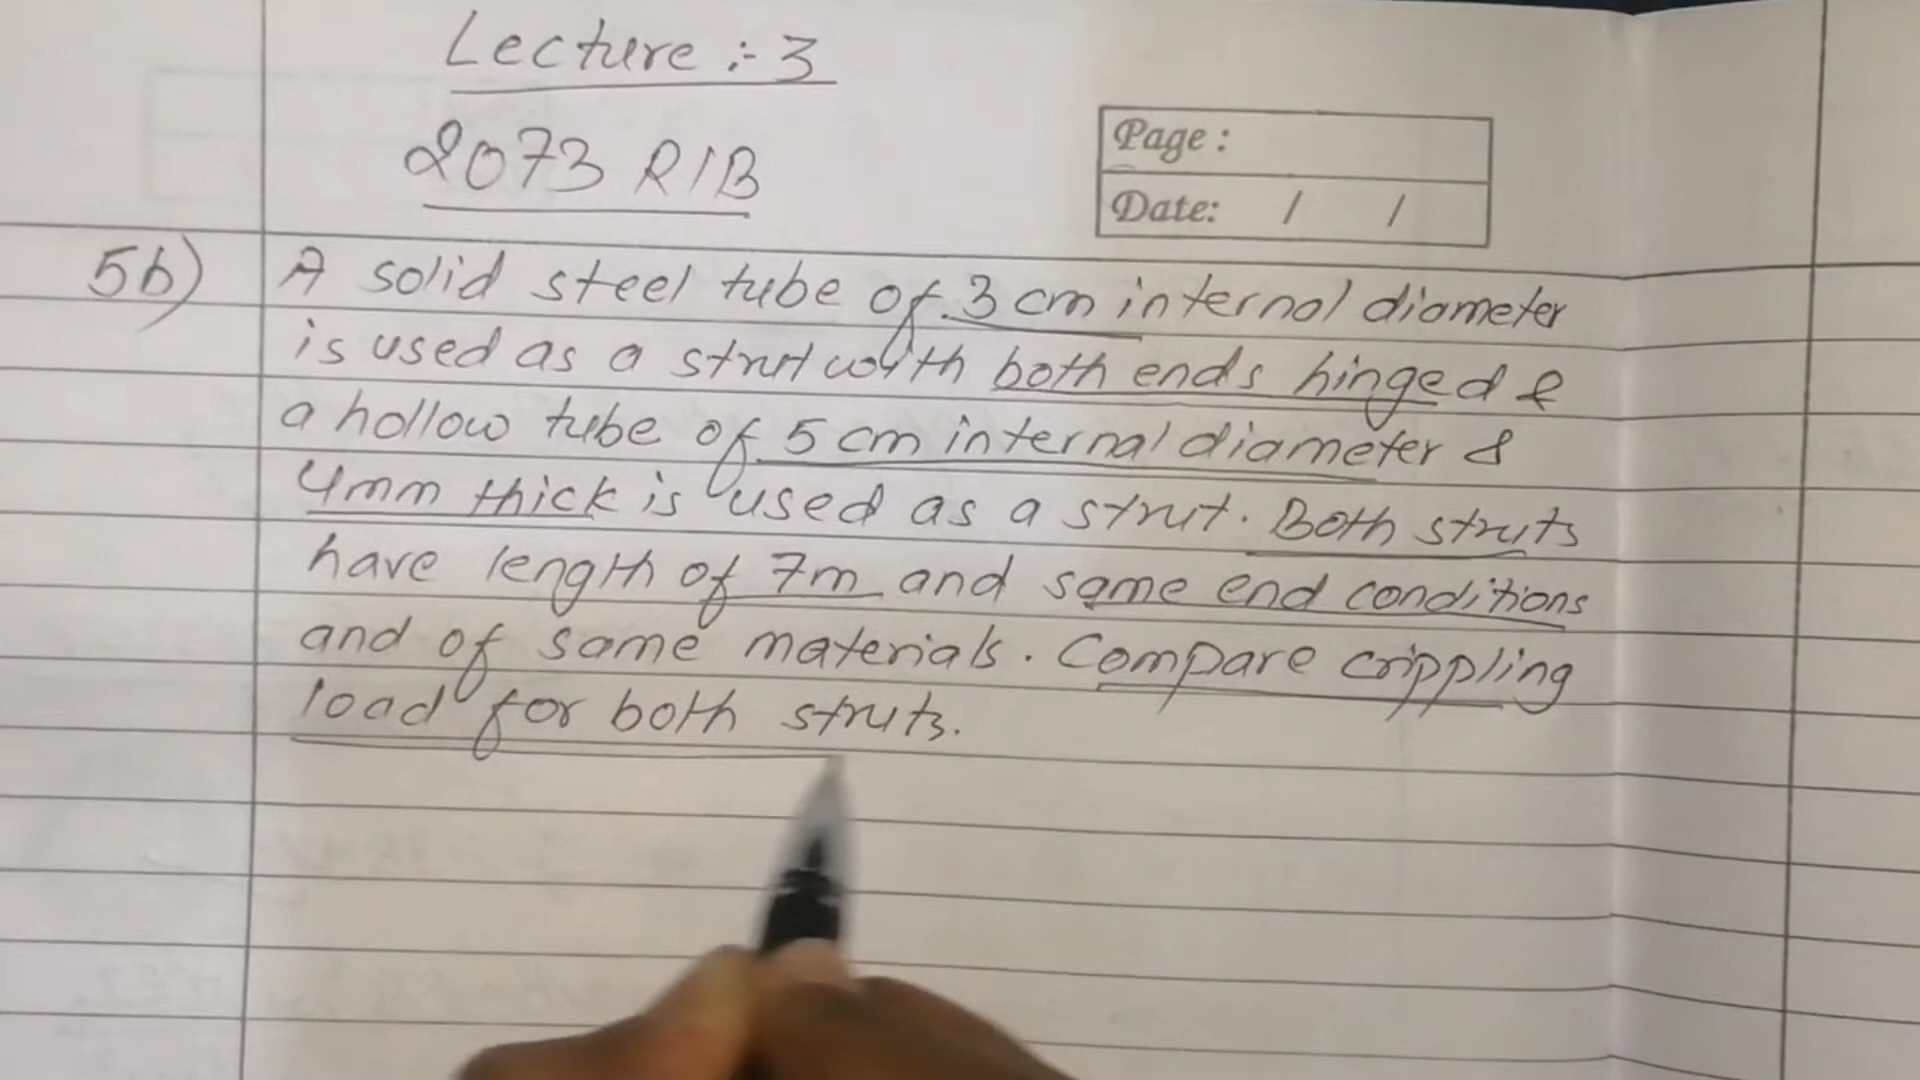 Lecture :- 3
2073 R/B
Page :
Date: / /
5b) A solid steel tube of 3 cm internal diameter
is used as a strut with both ends hinged &
a hollow tube of 5 cm internal diameter &
4mm thick is used as a strut. Both struts
have length of 7m and same end conditions
and of same materials. Compare crippling
load for both struts.